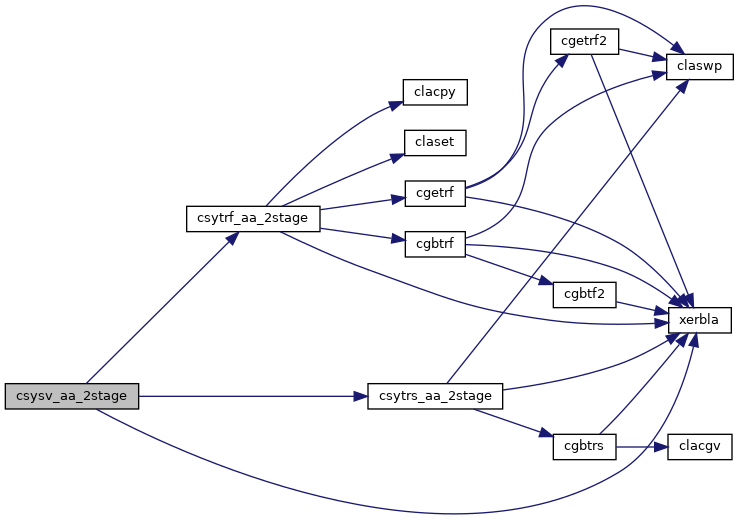 cgetrf2
claswp
clacpy
claset
cgetrf
csytrf_aa_2stage
cgbtrf
cgbtf2
xerbla
csysv_aa_2stage
csytrs_aa_2stage
cgbtrs
clacgv